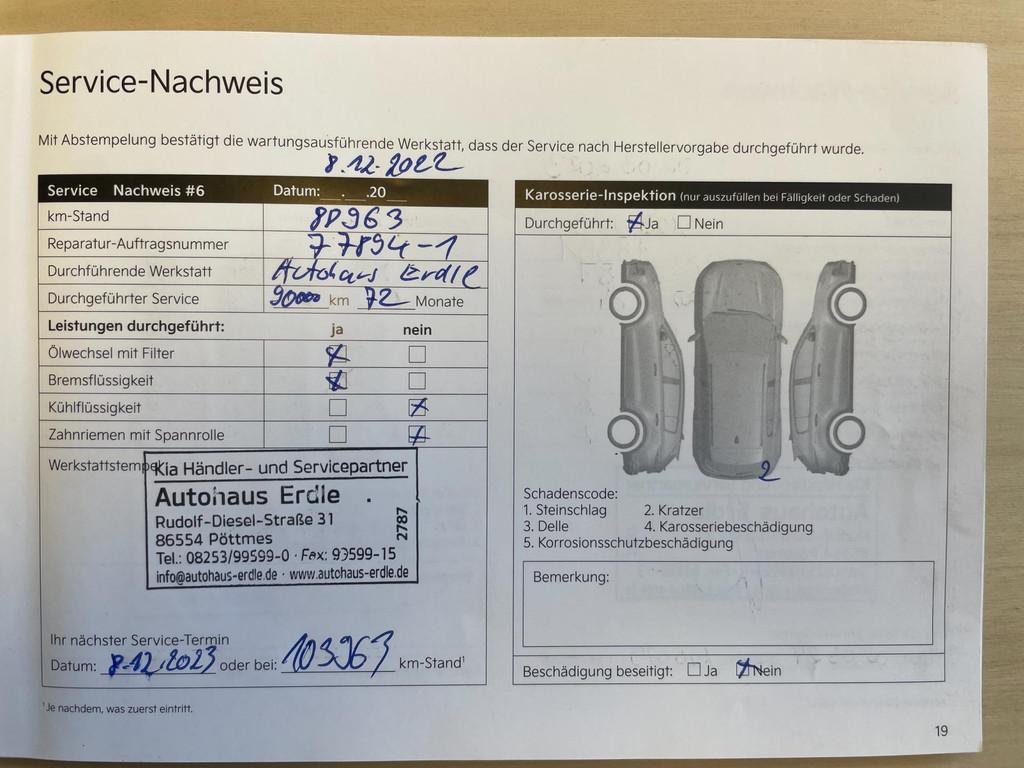 Service-Nachweis
Mit Abstempelung bestätigt die wartungsausführende Werkstatt, dass der Service nach Herstellervorgabe durchgeführt wurde.
8.12.2022
Service Nachweis #6 Datum: __.__.20__
km-Stand 88963
Reparatur-Auftragsnummer 77894-1
Durchführende Werkstatt Autohaus Erdle
Durchgeführter Service 90000 km 72 Monate
Leistungen durchgeführt: ja nein
Ölwechsel mit Filter
Bremsflüssigkeit
Kühlflüssigkeit
Zahnriemen mit Spannrolle
Werkstattstempel
Kia Händler- und Servicepartner
Autohaus Erdle
Rudolf-Diesel-Straße 31
86554 Pöttmes
Tel.: 08253/99599-0 · Fax: 99599-15
info@autohaus-erdle.de · www.autohaus-erdle.de
2787
Ihr nächster Service-Termin
Datum: 8.12.2023 oder bei: 103963 km-Stand¹
¹Je nachdem, was zuerst eintritt.
Karosserie-Inspektion (nur auszufüllen bei Fälligkeit oder Schaden)
Durchgeführt: Ja Nein
2
Schadenscode:
1. Steinschlag 2. Kratzer
3. Delle 4. Karosseriebeschädigung
5. Korrosionsschutzbeschädigung
Bemerkung:
Beschädigung beseitigt: Ja Nein
19